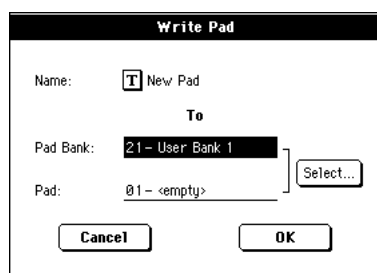 Write Pad
Name: T New Pad
To
Pad Bank: 21- User Bank 1
Select...
Pad: 01- <empty>
Cancel OK